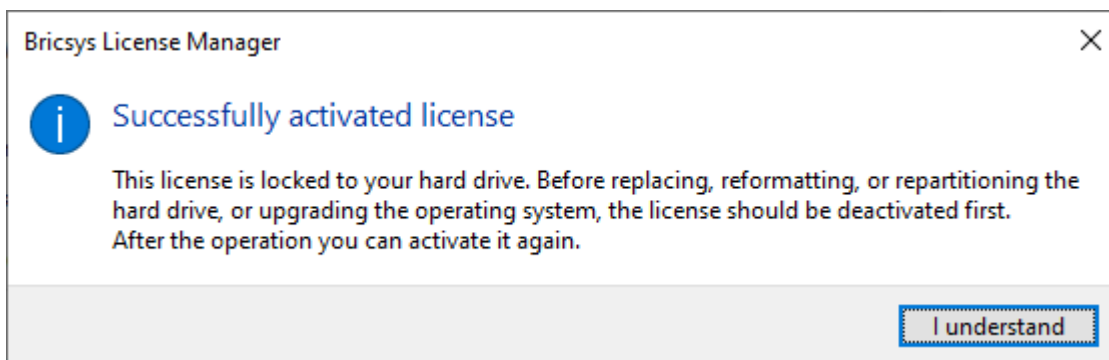 Bricsys License Manager
Successfully activated license
This license is locked to your hard drive. Before replacing, reformatting, or repartitioning the
hard drive, or upgrading the operating system, the license should be deactivated first.
After the operation you can activate it again.
I understand